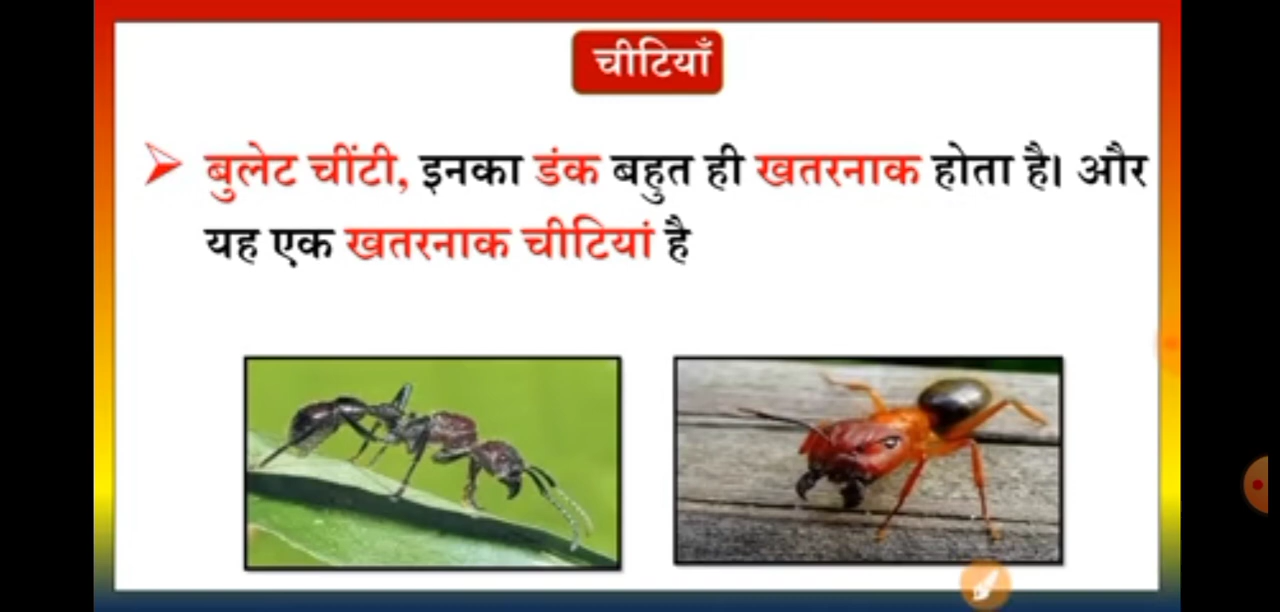 चीटियाँ
बुलेट चींटी, इनका डंक बहुत ही खतरनाक होता है। और
यह एक खतरनाक चीटियां है